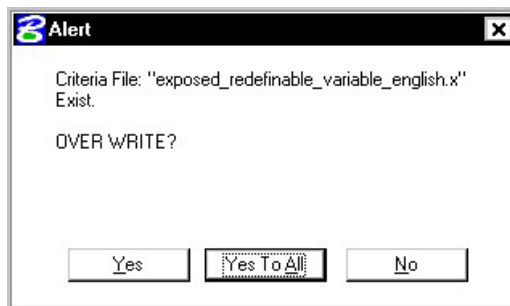 Alert
Criteria File: "exposed_redefinable_variable_english.x"
Exist.
OVER WRITE?
Yes
Yes To All
No